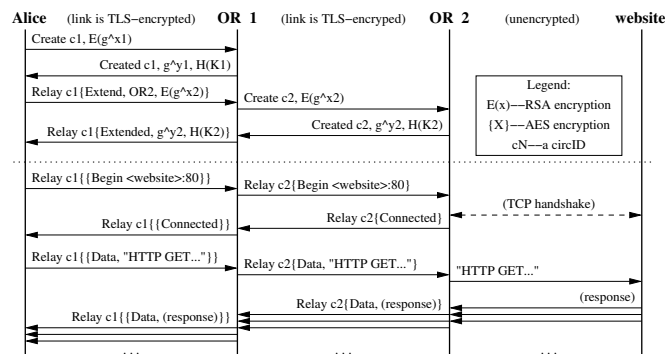 Alice (link is TLS-encrypted) OR 1 (link is TLS-encrypted) OR 2 (unencrypted) website
Create c1, E(g^x1)
Created c1, g^y1, H(K1)
Relay c1{Extend, OR2, E(g^x2)}
Create c2, E(g^x2)
Created c2, g^y2, H(K2)
Relay c1{Extended, g^y2, H(K2)}
Legend:
E(x)−−RSA encryption
{X}−−AES encryption
cN−−a circID
Relay c1{{Begin <website>:80}}
Relay c2{Begin <website>:80}
(TCP handshake)
Relay c2{Connected}
Relay c1{{Connected}}
Relay c1{{Data, "HTTP GET..."}}
Relay c2{Data, "HTTP GET..."}
"HTTP GET..."
(response)
Relay c2{Data, (response)}
Relay c1{{Data, (response)}}
... ... ...